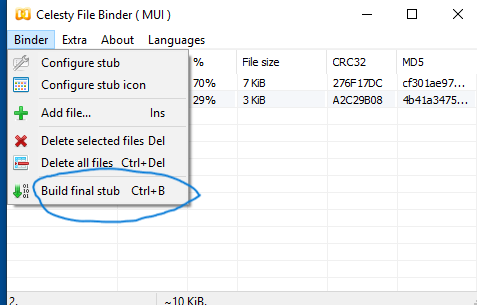 Celesty File Binder ( MUI )
Binder Extra About Languages
% File size CRC32 MD5
Configure stub
70% 7 KiB 276F17DC cf301ae97...
Configure stub icon
29% 3 KiB A2C29B08 4b41a3475...
Add file... Ins
Delete selected files Del
Delete all files Ctrl+Del
Build final stub Ctrl+B
2. ~10 KiB.